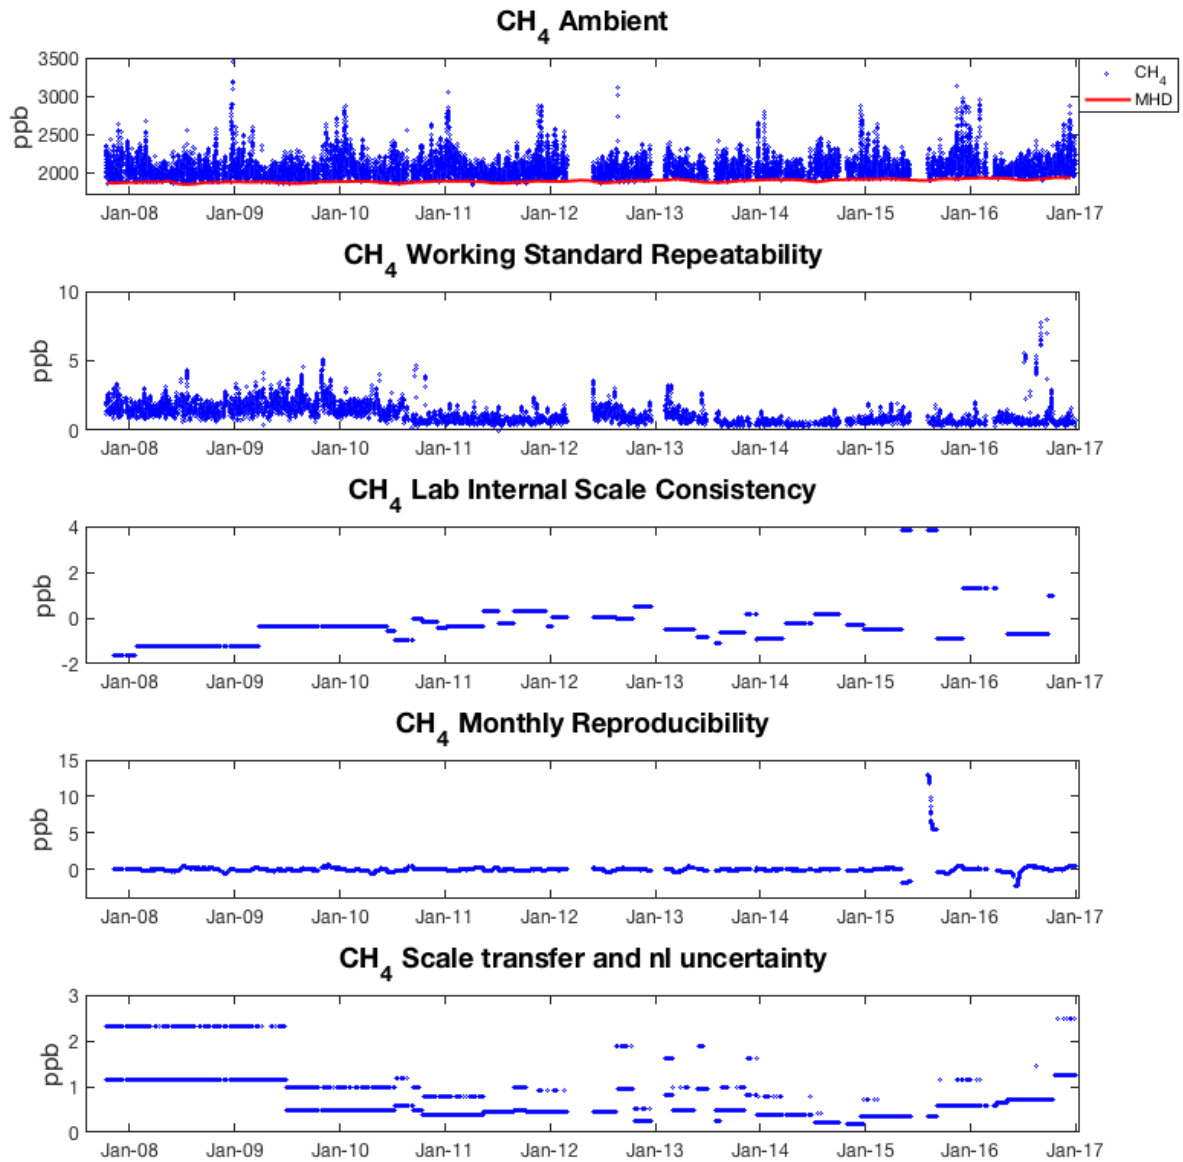 CH4 Ambient
3500
3000
2500
2000
ppb
CH4
MHD
Jan-08 Jan-09 Jan-10 Jan-11 Jan-12 Jan-13 Jan-14 Jan-15 Jan-16 Jan-17
CH4 Working Standard Repeatability
10
5
0
ppb
Jan-08 Jan-09 Jan-10 Jan-11 Jan-12 Jan-13 Jan-14 Jan-15 Jan-16 Jan-17
CH4 Lab Internal Scale Consistency
4
2
0
-2
ppb
Jan-08 Jan-09 Jan-10 Jan-11 Jan-12 Jan-13 Jan-14 Jan-15 Jan-16 Jan-17
CH4 Monthly Reproducibility
15
10
5
0
ppb
Jan-08 Jan-09 Jan-10 Jan-11 Jan-12 Jan-13 Jan-14 Jan-15 Jan-16 Jan-17
CH4 Scale transfer and nl uncertainty
3
2
1
0
ppb
Jan-08 Jan-09 Jan-10 Jan-11 Jan-12 Jan-13 Jan-14 Jan-15 Jan-16 Jan-17